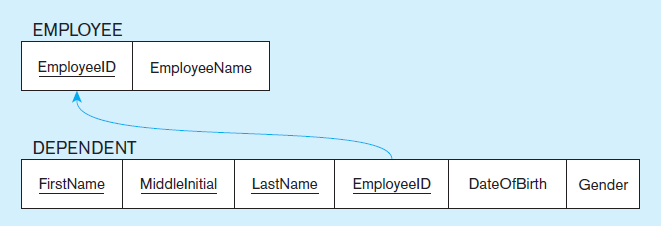 EMPLOYEE
EmployeeID EmployeeName
DEPENDENT
FirstName MiddleInitial LastName EmployeeID DateOfBirth Gender